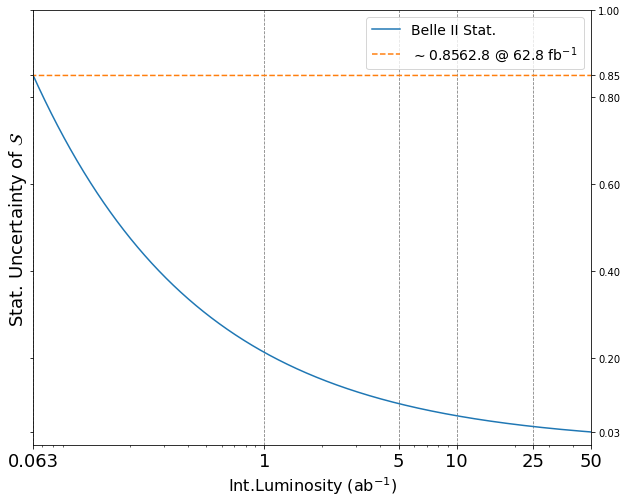 Belle II Stat.
~ 0.8562.8 @ 62.8 fb⁻¹
1.00
0.85
0.80
0.60
0.40
0.20
0.03
Stat. Uncertainty of 𝒮
0.063 1 5 10 25 50
Int.Luminosity (ab⁻¹)